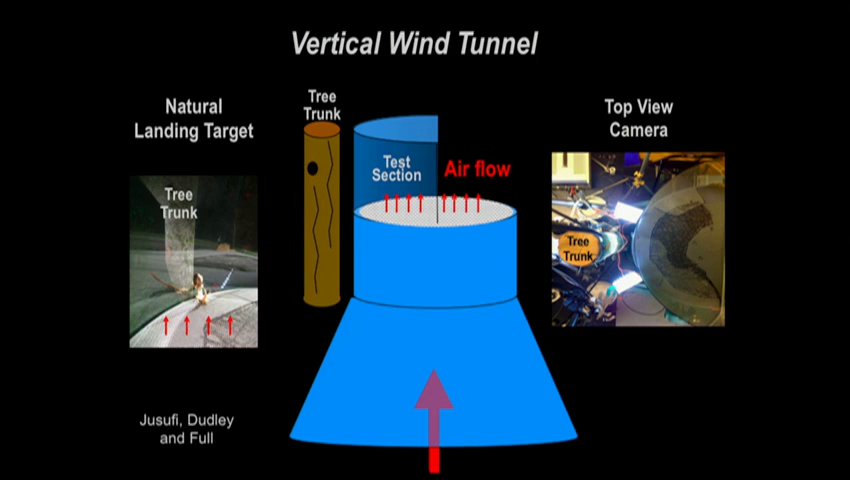 Vertical Wind Tunnel
Natural
Landing Target
Tree
Trunk
Tree
Trunk
Test
Section
Air flow
Top View
Camera
Tree
Trunk
Jusufi, Dudley
and Full